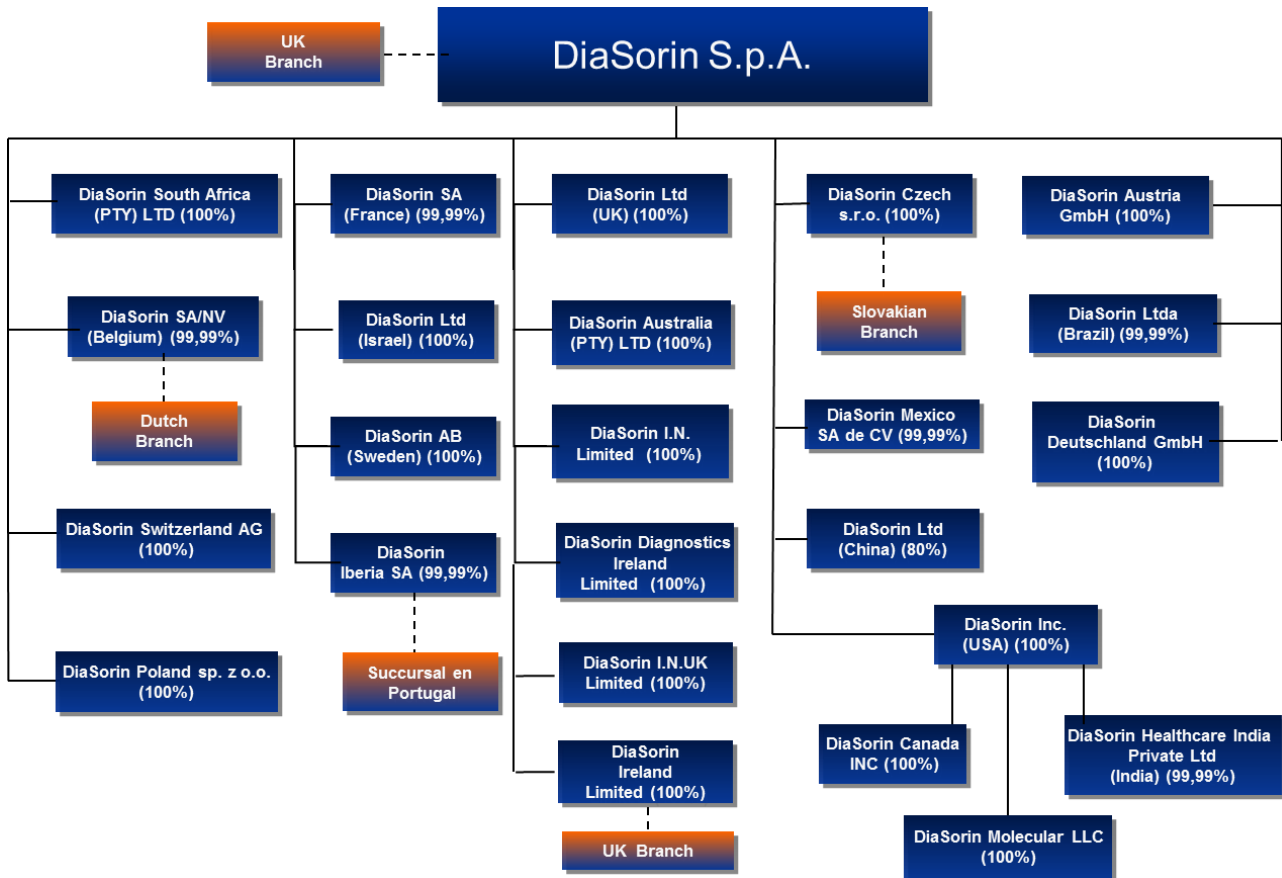 UK
Branch
DiaSorin S.p.A.
DiaSorin South Africa
(PTY) LTD (100%)
DiaSorin SA
(France) (99,99%)
DiaSorin Ltd
(UK) (100%)
DiaSorin Czech
s.r.o. (100%)
DiaSorin Austria
GmbH (100%)
DiaSorin SA/NV
(Belgium) (99,99%)
DiaSorin Ltd
(Israel) (100%)
DiaSorin Australia
(PTY) LTD (100%)
Slovakian
Branch
DiaSorin Ltda
(Brazil) (99,99%)
Dutch
Branch
DiaSorin AB
(Sweden) (100%)
DiaSorin I.N.
Limited (100%)
DiaSorin Mexico
SA de CV (99,99%)
DiaSorin
Deutschland GmbH
(100%)
DiaSorin Switzerland AG
(100%)
DiaSorin
Iberia SA (99,99%)
DiaSorin Diagnostics
Ireland
Limited (100%)
DiaSorin Ltd
(China) (80%)
DiaSorin Inc.
(USA) (100%)
DiaSorin Poland sp. z o.o.
(100%)
Succursal en
Portugal
DiaSorin I.N.UK
Limited (100%)
DiaSorin Canada
INC (100%)
DiaSorin Healthcare India
Private Ltd
(India) (99,99%)
DiaSorin
Ireland
Limited (100%)
UK Branch
DiaSorin Molecular LLC
(100%)